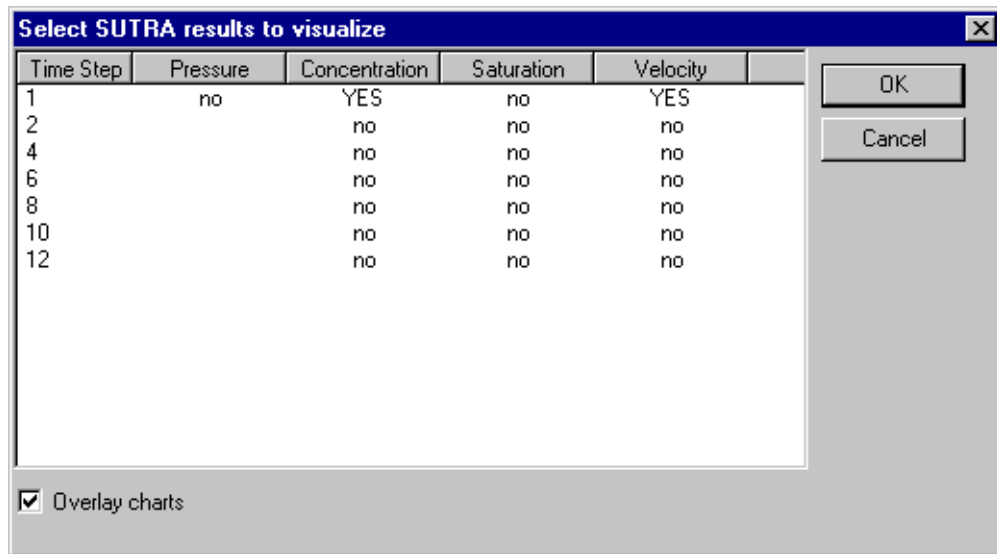 Select SUTRA results to visualize
Time Step Pressure Concentration Saturation Velocity
1 no YES no YES
2 no no no
4 no no no
6 no no no
8 no no no
10 no no no
12 no no no
OK
Cancel
Overlay charts